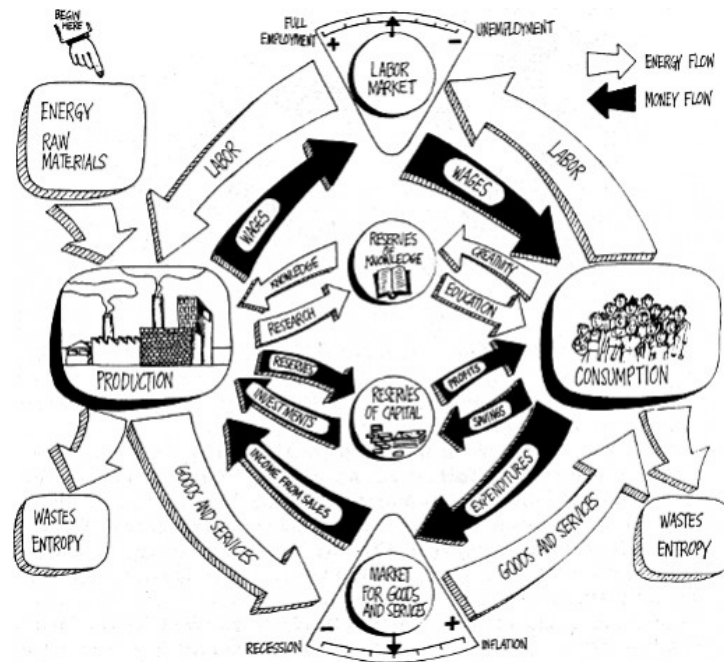 BEGIN
HERE
FULL
EMPLOYMENT
+
-
UNEMPLOYMENT
LABOR
MARKET
ENERGY FLOW
MONEY FLOW
ENERGY
RAW
MATERIALS
LABOR
WAGES
WAGES
LABOR
RESERVES
OF
KNOWLEDGE
KNOWLEDGE
RESEARCH
CREATIVITY
EDUCATION
PRODUCTION
CONSUMPTION
RESERVES
INVESTMENTS
RESERVES
OF CAPITAL
PROFITS
SAVINGS
INCOME FROM SALES
EXPENDITURES
GOODS AND SERVICES
GOODS AND SERVICES
WASTES
ENTROPY
WASTES
ENTROPY
MARKET
FOR GOODS
AND SERVICES
-
+
RECESSION
INFLATION